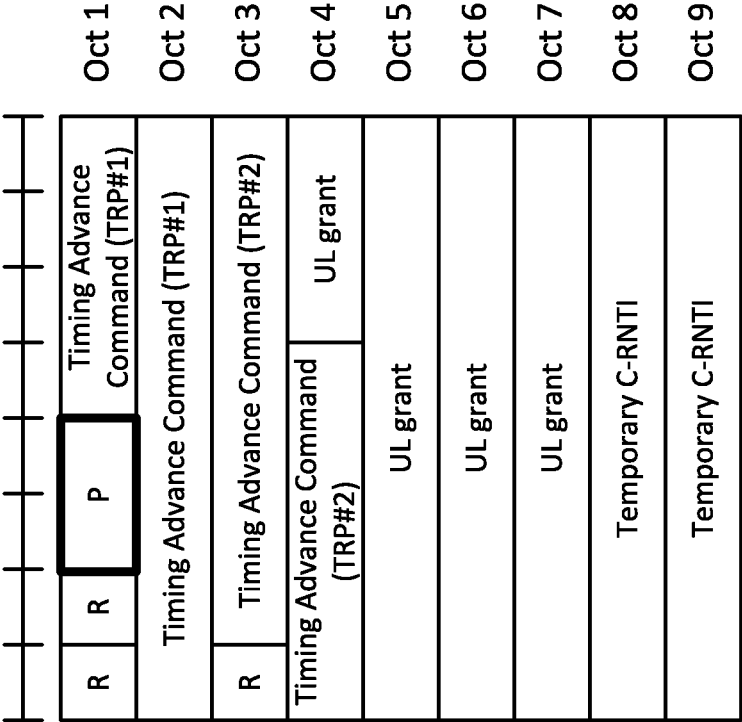 R
R
P
Timing Advance
Command (TRP#1)
Oct 1
Timing Advance Command (TRP#1)
Oct 2
R
Timing Advance Command (TRP#2)
Oct 3
Timing Advance Command
(TRP#2)
UL grant
Oct 4
UL grant
Oct 5
UL grant
Oct 6
UL grant
Oct 7
Temporary C-RNTI
Oct 8
Temporary C-RNTI
Oct 9